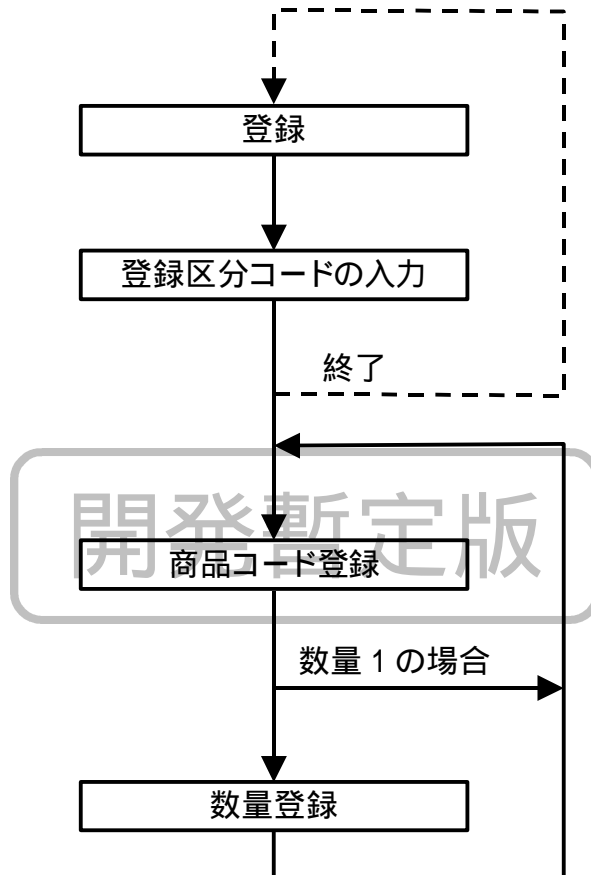 登録
登録区分コードの入力
終了
開発暫定版
商品コード登録
数量1の場合
数量登録